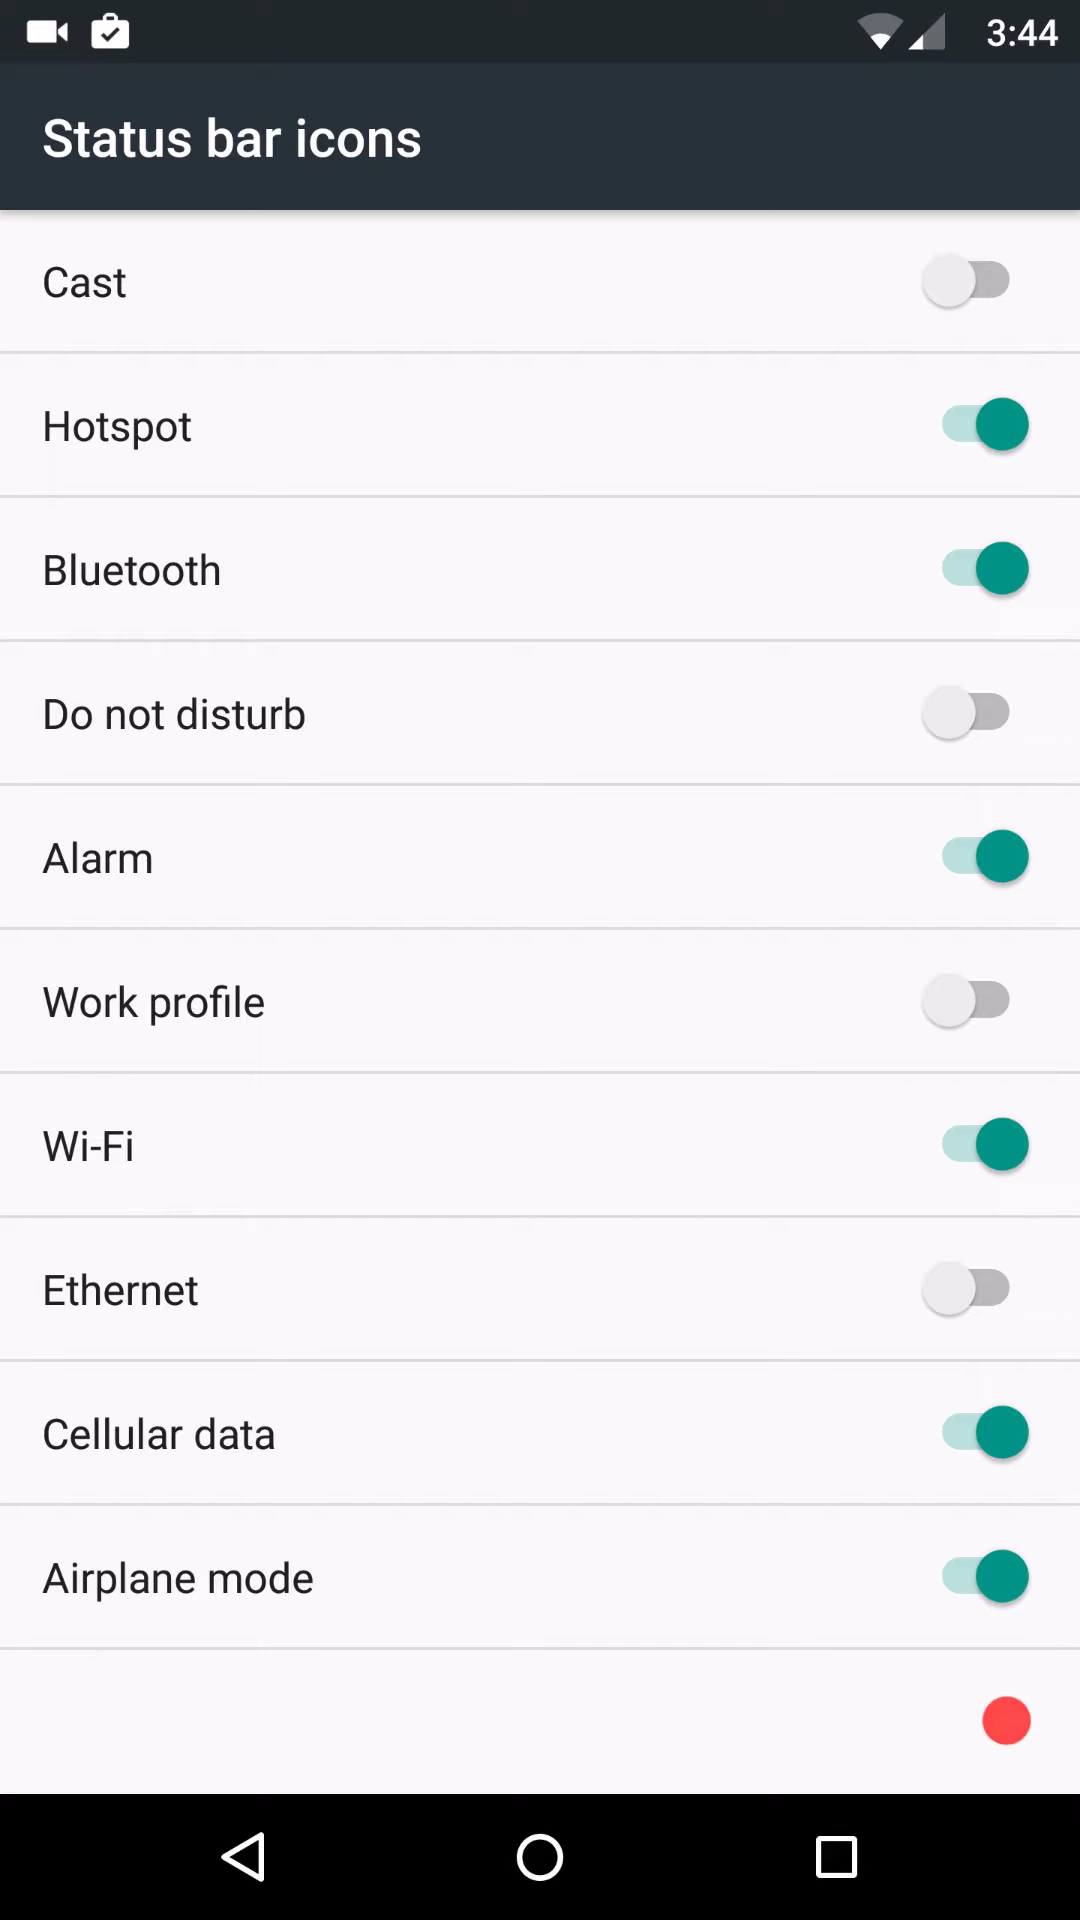 3:44
Status bar icons
Cast
Hotspot
Bluetooth
Do not disturb
Alarm
Work profile
Wi-Fi
Ethernet
Cellular data
Airplane mode